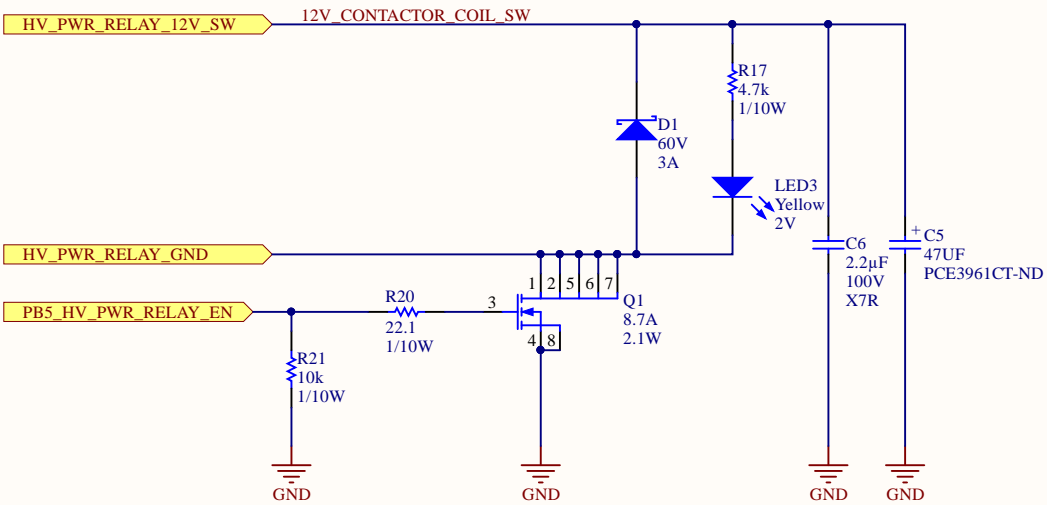 HV_PWR_RELAY_12V_SW
12V_CONTACTOR_COIL_SW
R17
4.7k
1/10W
D1
60V
3A
LED3
Yellow
2V
HV_PWR_RELAY_GND
+
C5
47UF
PCE3961CT-ND
C6
2.2µF
100V
X7R
1 2 5 6 7
PB5_HV_PWR_RELAY_EN
R20
22.1
1/10W
3
Q1
8.7A
2.1W
4 8
R21
10k
1/10W
GND
GND
GND
GND